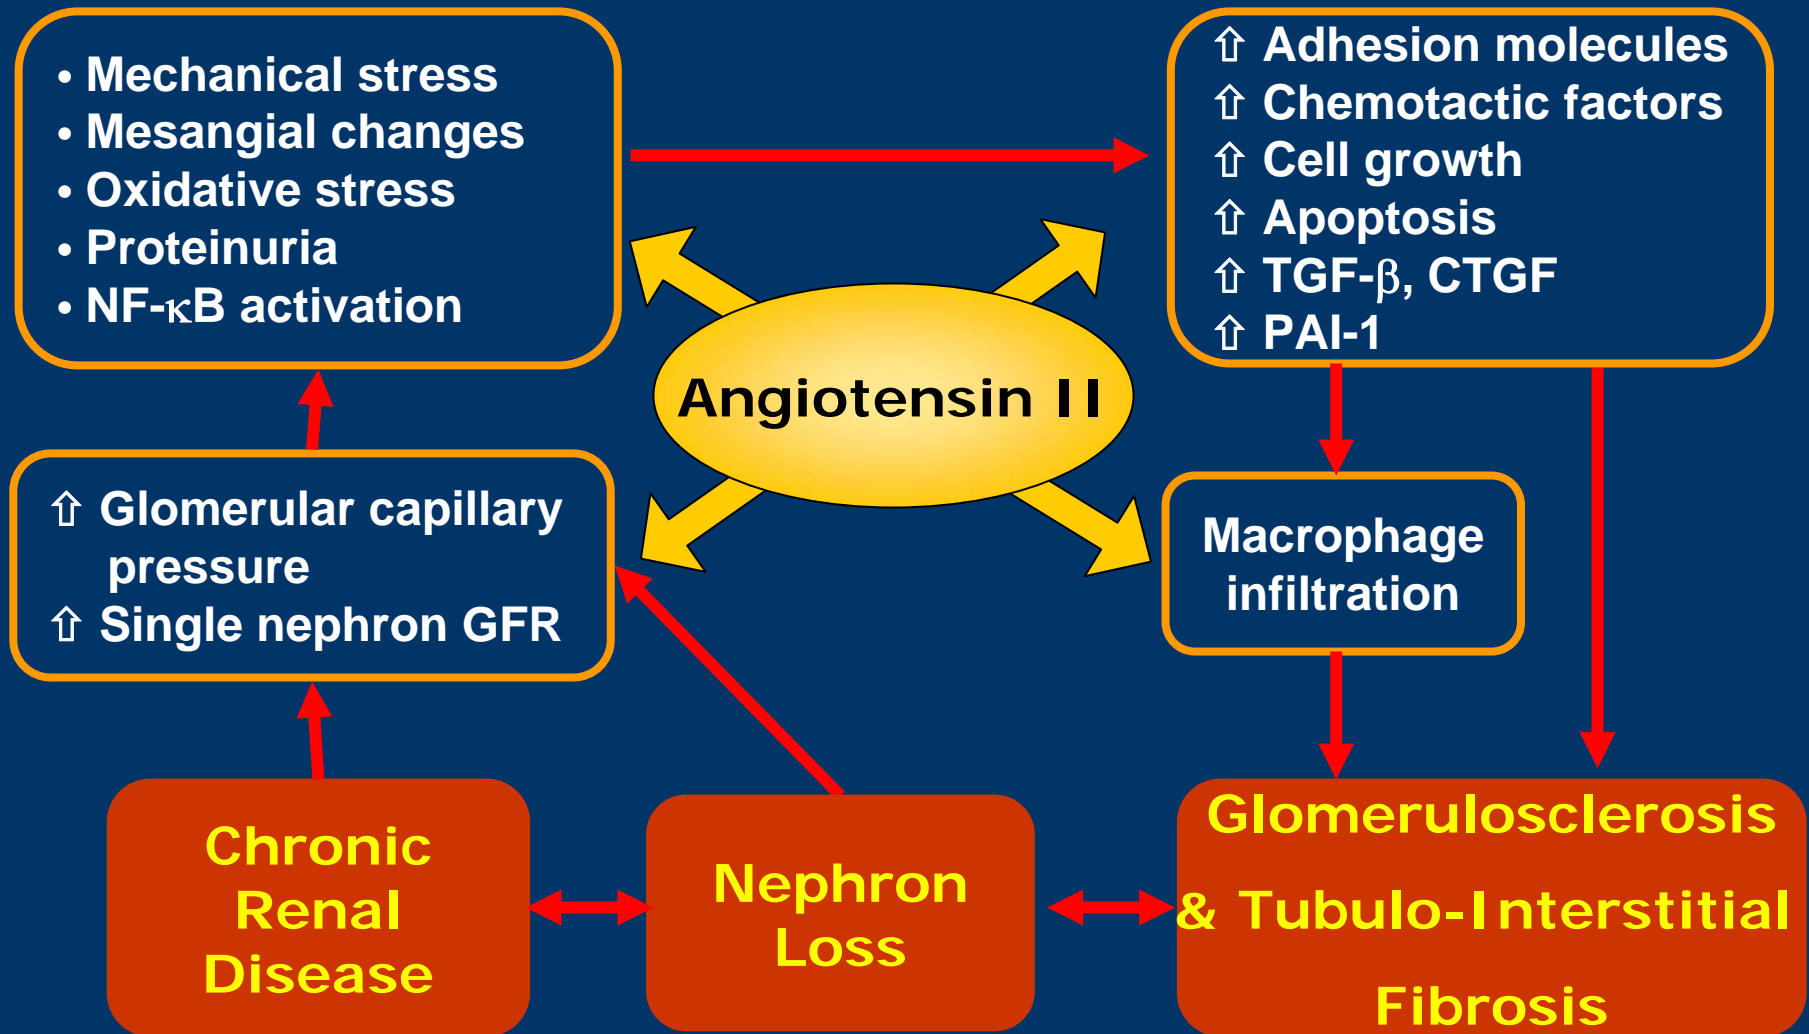 • Mechanical stress
• Mesangial changes
• Oxidative stress
• Proteinuria
• NF-κB activation
⇧ Adhesion molecules
⇧ Chemotactic factors
⇧ Cell growth
⇧ Apoptosis
⇧ TGF-β, CTGF
⇧ PAI-1
Angiotensin II
⇧ Glomerular capillary
pressure
⇧ Single nephron GFR
Macrophage
infiltration
Chronic
Renal
Disease
Nephron
Loss
Glomerulosclerosis
& Tubulo-Interstitial
Fibrosis